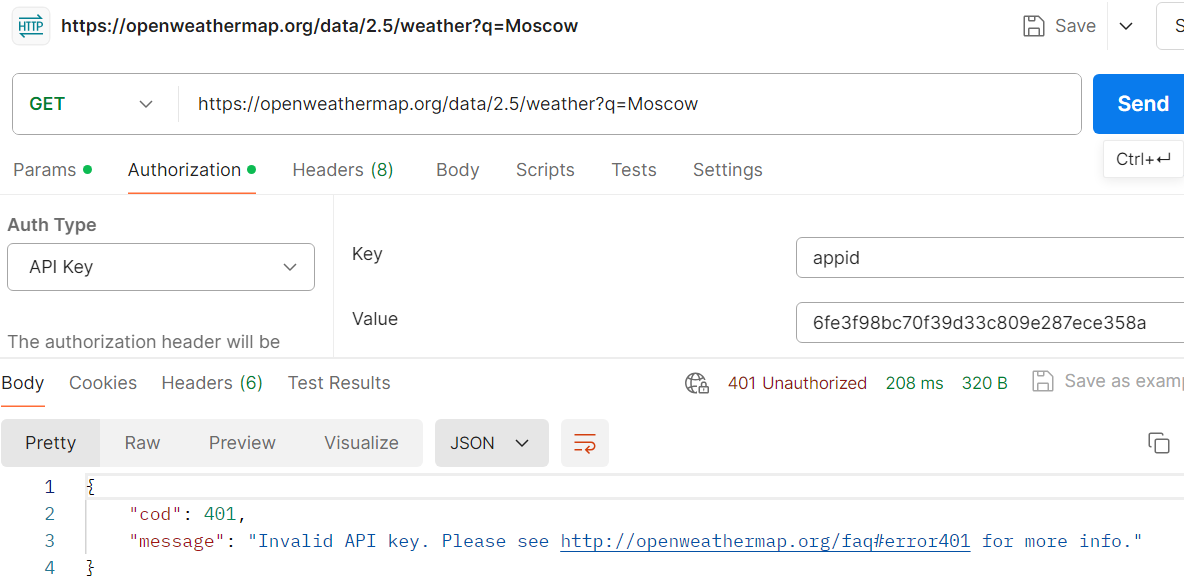 HTTP https://openweathermap.org/data/2.5/weather?q=Moscow Save S
GET https://openweathermap.org/data/2.5/weather?q=Moscow Send
Params Authorization Headers (8) Body Scripts Tests Settings Ctrl+↵
Auth Type
API Key
Key appid
Value 6fe3f98bc70f39d33c809e287ece358a
The authorization header will be
Body Cookies Headers (6) Test Results 401 Unauthorized 208 ms 320 B Save as examp
Pretty Raw Preview Visualize JSON
1 {
2 "cod": 401,
3 "message": "Invalid API key. Please see http://openweathermap.org/faq#error401 for more info."
4 }